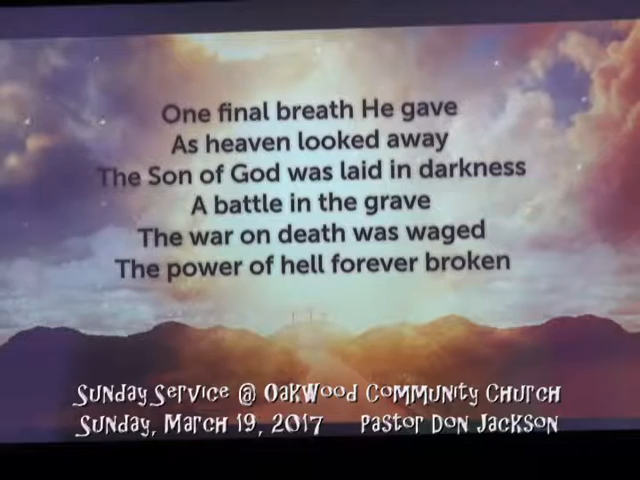 One final breath He gave
As heaven looked away
The Son of God was laid in darkness
A battle in the grave
The war on death was waged
The power of hell forever broken
Sunday Service @ Oakwood Community Church
Sunday, March 19, 2017 Pastor Don Jackson